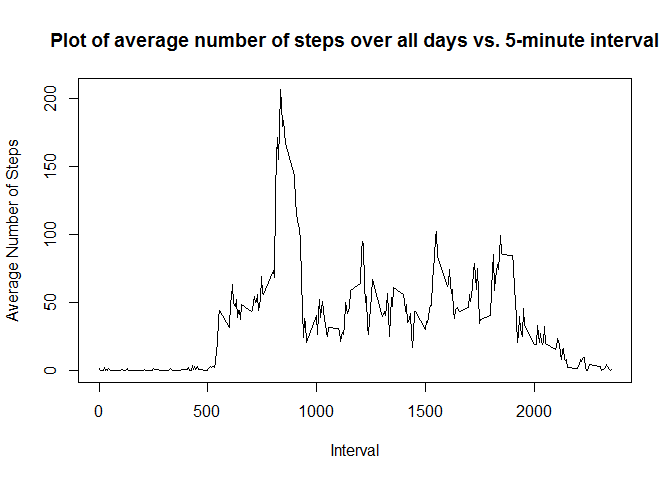 Plot of average number of steps over all days vs. 5-minute interval
Average Number of Steps
200
150
100
50
0
0 500 1000 1500 2000
Interval